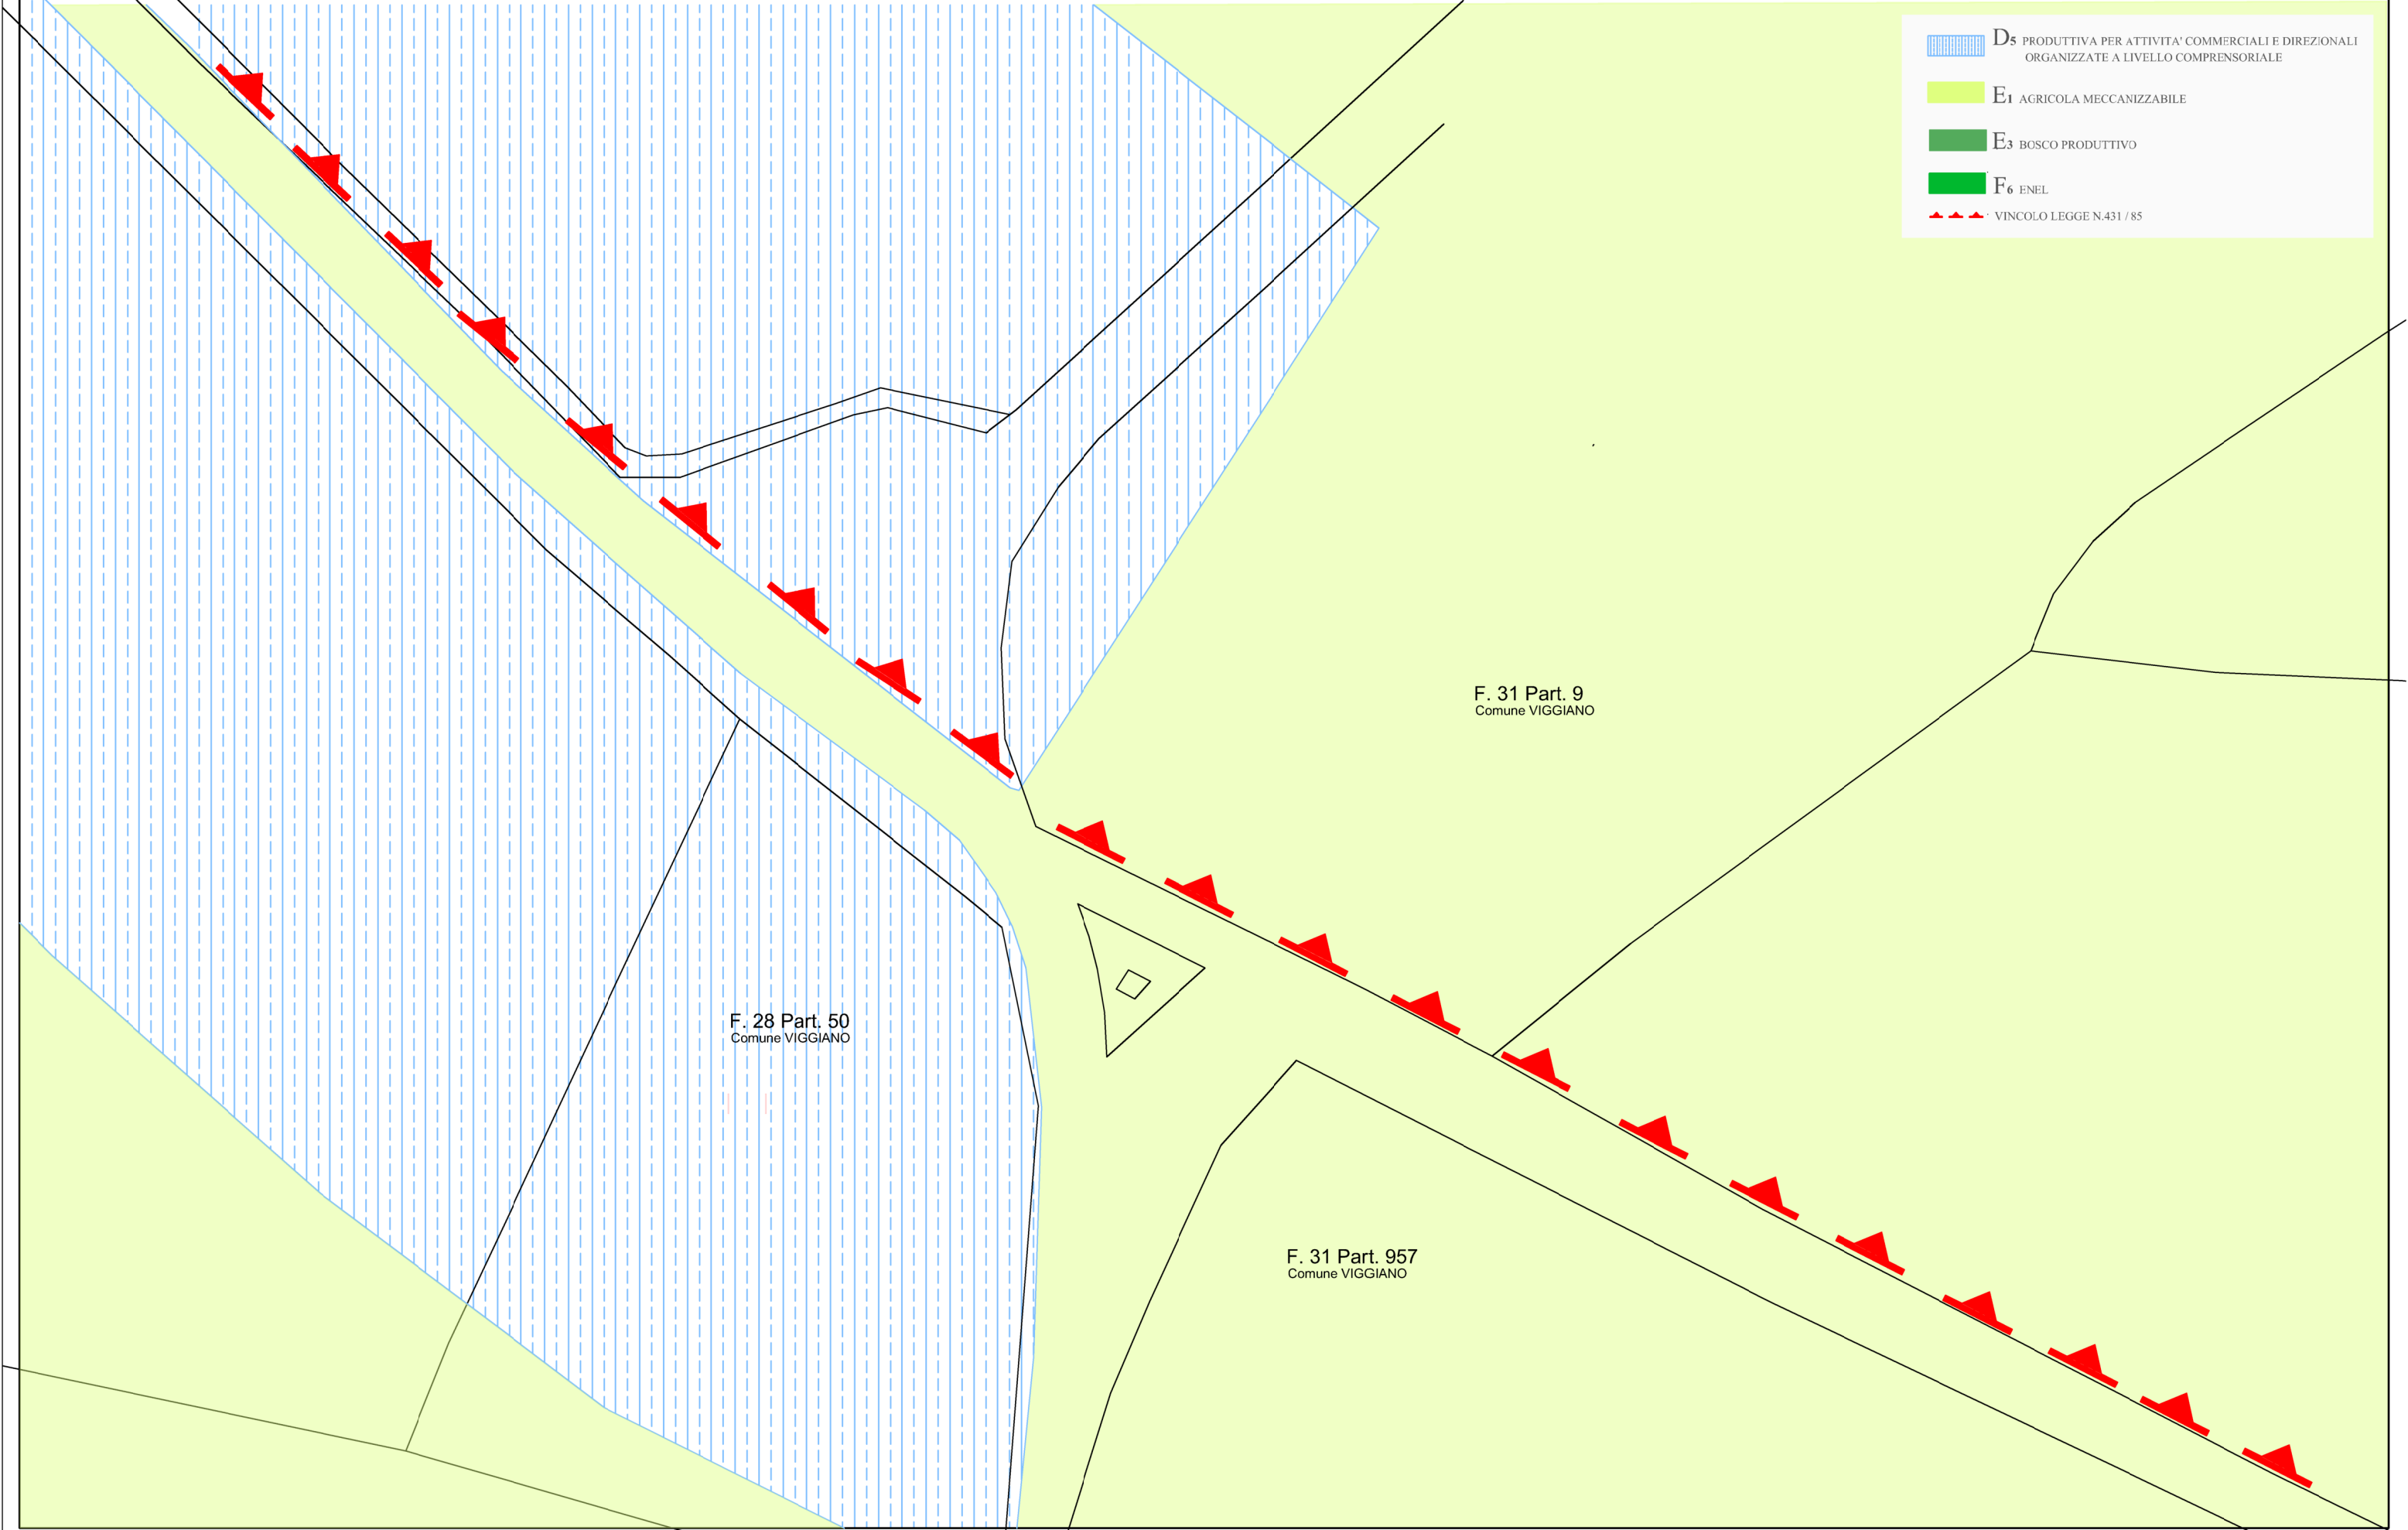 D5 PRODUTTIVA PER ATTIVITA' COMMERCIALI E DIREZIONALI
ORGANIZZATE A LIVELLO COMPRENSORIALE
E1 AGRICOLA MECCANIZZABILE
E3 BOSCO PRODUTTIVO
F6 ENEL
VINCOLO LEGGE N.431 / 85
F. 31 Part. 9
Comune VIGGIANO
F. 28 Part. 50
Comune VIGGIANO
F. 31 Part. 957
Comune VIGGIANO